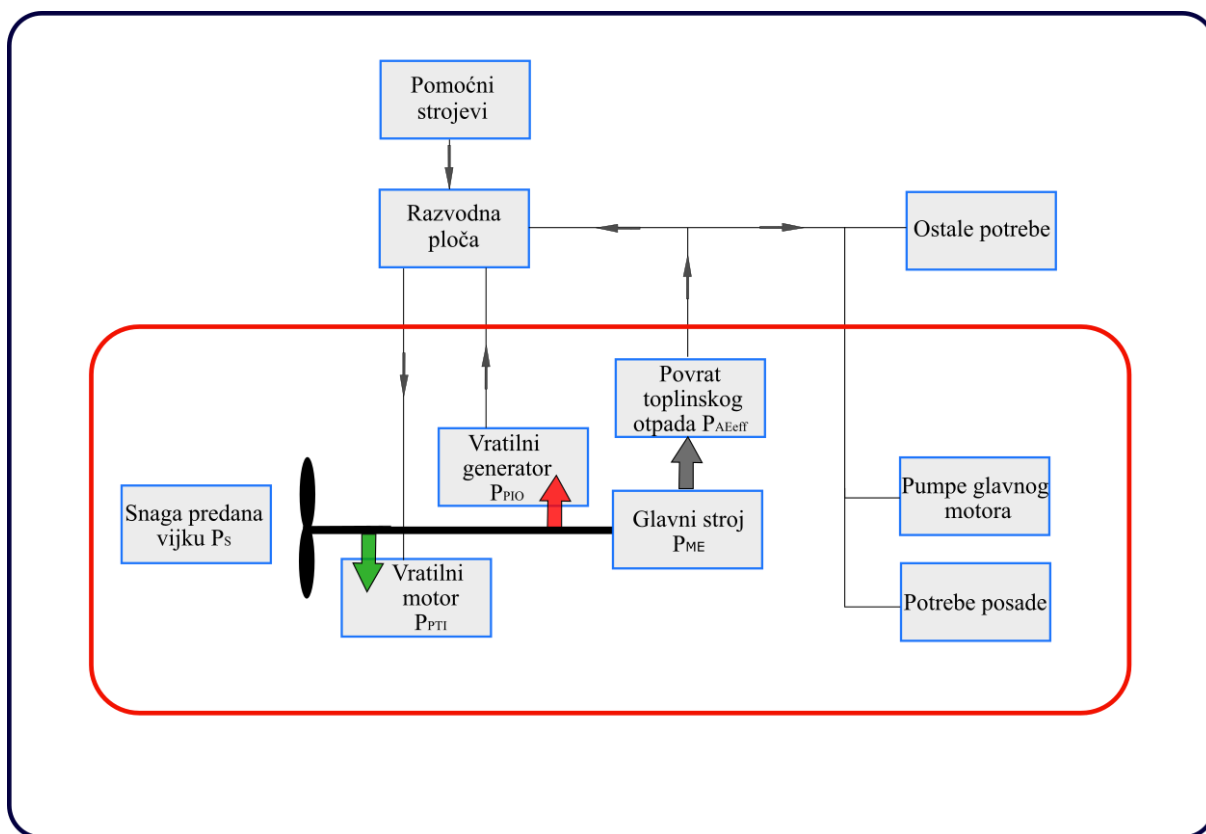 Pomoćni
strojevi
Razvodna
ploča
Ostale potrebe
Povrat
toplinskog
otpada PAEeff
Vratilni
generator
PPIO
Snaga predana
vijku PS
Glavni stroj
PME
Pumpe glavnog
motora
Vratilni
motor
PPTI
Potrebe posade